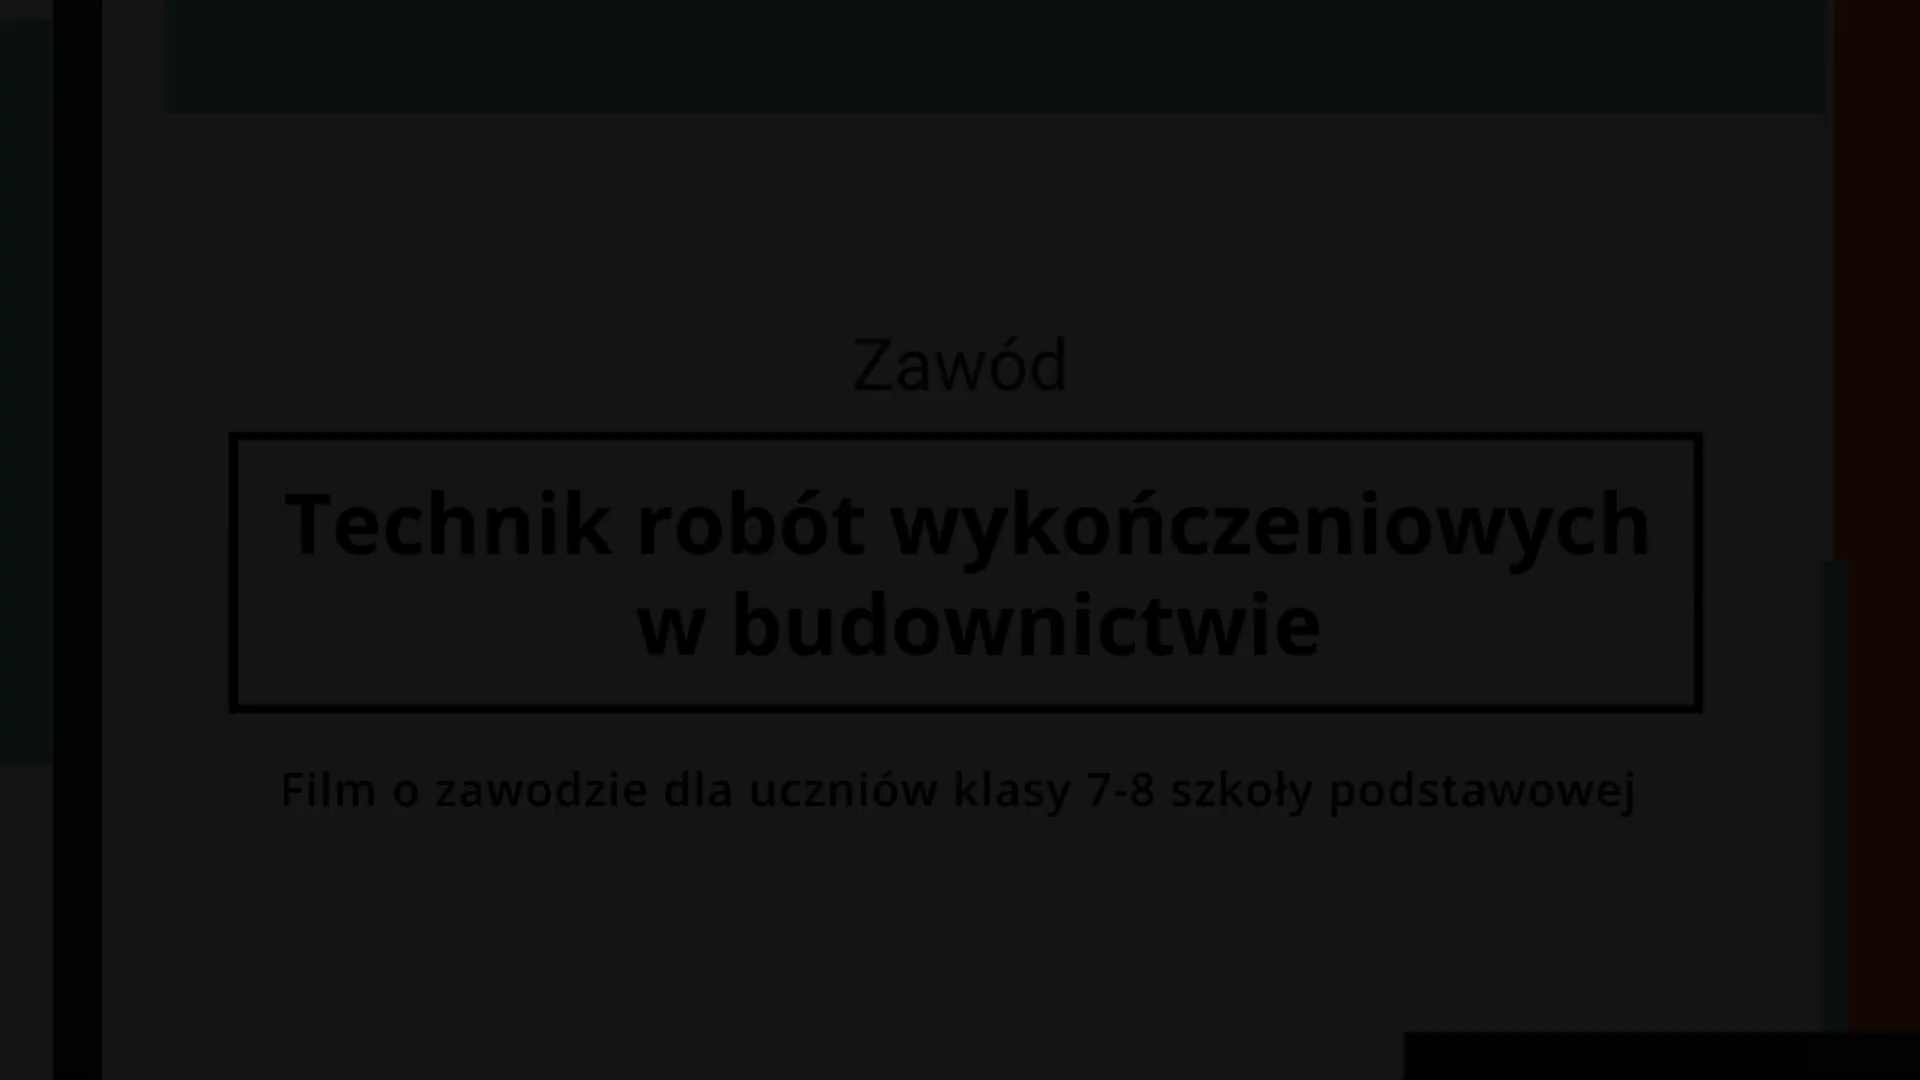 Zawód
Technik robót wykończeniowych
w budownictwie
Film o zawodzie dla uczniów klasy 7-8 szkoły podstawowej